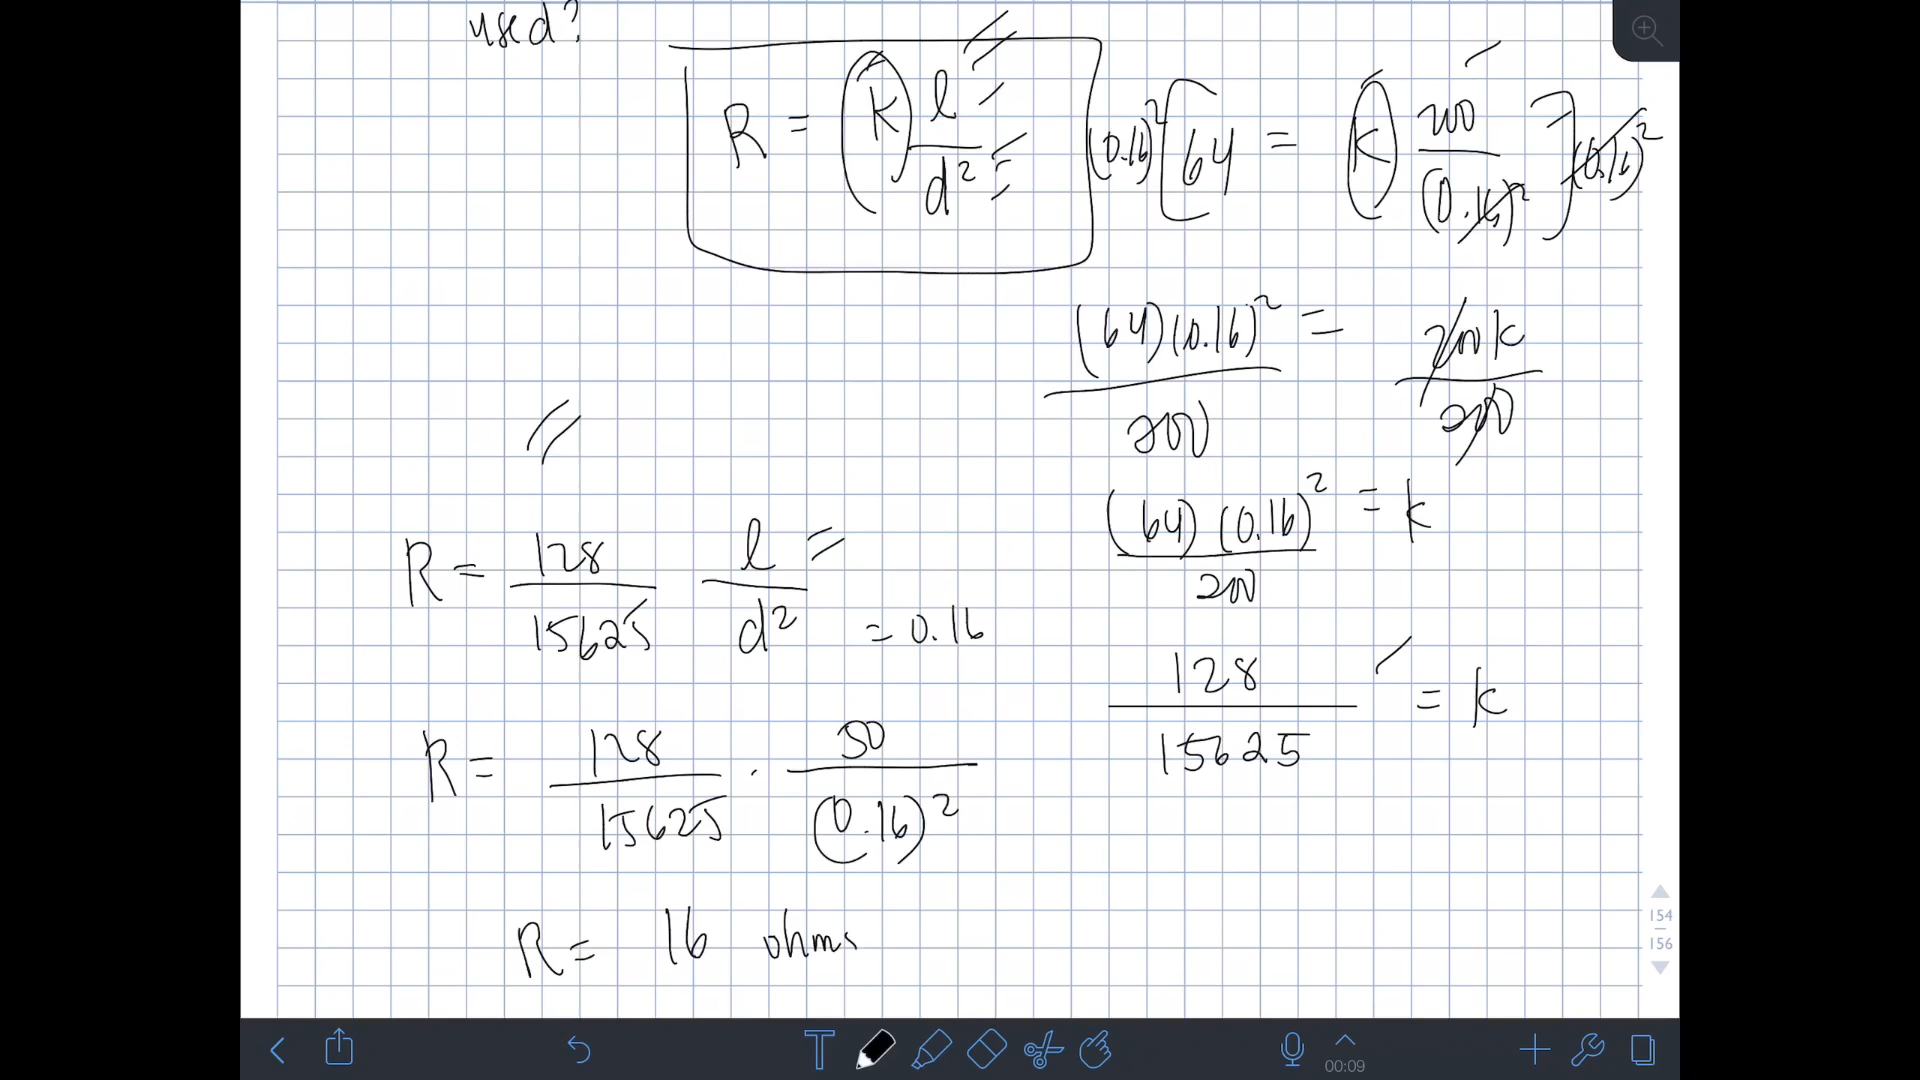 used?
R = k l / d²
(0.16)² [64 = k 200 / (0.16)²] (0.16)²
(64)(0.16)² / 200 = 200k / 200
(64)(0.16)² / 200 = k
128 / 15625 = k
R = 128 / 15625 l / d² = 0.16
R = 128 / 15625 · 50 / (0.16)²
R = 16 ohms
154
156
T
00:09